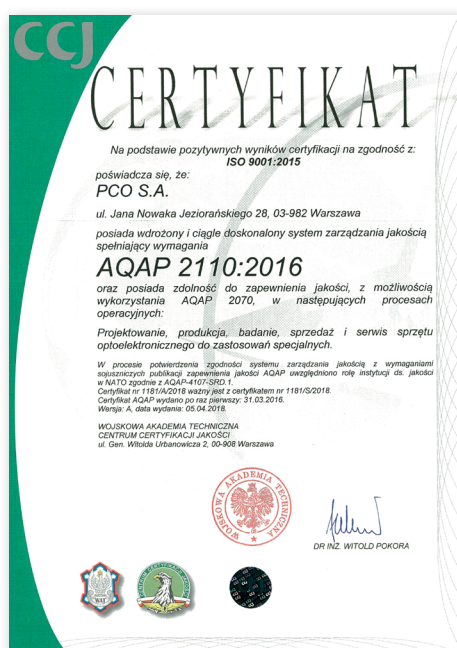 CCJ
CERTYFIKAT
Na podstawie pozytywnych wyników certyfikacji na zgodność z:
ISO 9001:2015
poświadcza się, że:
PCO S.A.
ul. Jana Nowaka Jeziorańskiego 28, 03-982 Warszawa
posiada wdrożony i ciągle doskonalony system zarządzania jakością
spełniający wymagania
AQAP 2110:2016
oraz posiada zdolność do zapewnienia jakości, z możliwością
wykorzystania AQAP 2070, w następujących procesach
operacyjnych:
Projektowanie, produkcja, badanie, sprzedaż i serwis sprzętu
optoelektronicznego do zastosowań specjalnych.
W procesie potwierdzenia zgodności systemu zarządzania jakością z wymaganiami
sojuszniczych publikacji zapewnienia jakości AQAP uwzględniono rolę instytucji ds. jakości
w NATO zgodnie z AQAP-4107-SRD.1.
Certyfikat nr 1181/A/2018 ważny jest z certyfikatem nr 1181/S/2018.
Certyfikat AQAP wydano po raz pierwszy: 31.03.2016.
Wersja: A, data wydania: 05.04.2018.
WOJSKOWA AKADEMIA TECHNICZNA
CENTRUM CERTYFIKACJI JAKOŚCI
ul. Gen. Witolda Urbanowicza 2, 00-908 Warszawa
WOJSKOWA AKADEMIA TECHNICZNA
DR INŻ. WITOLD POKORA
WAT